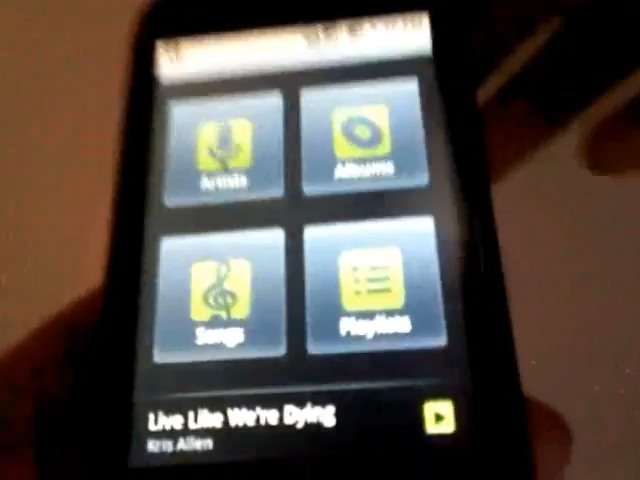 Artists
Albums
Songs
Playlists
Live Like We're Dying
Kris Allen